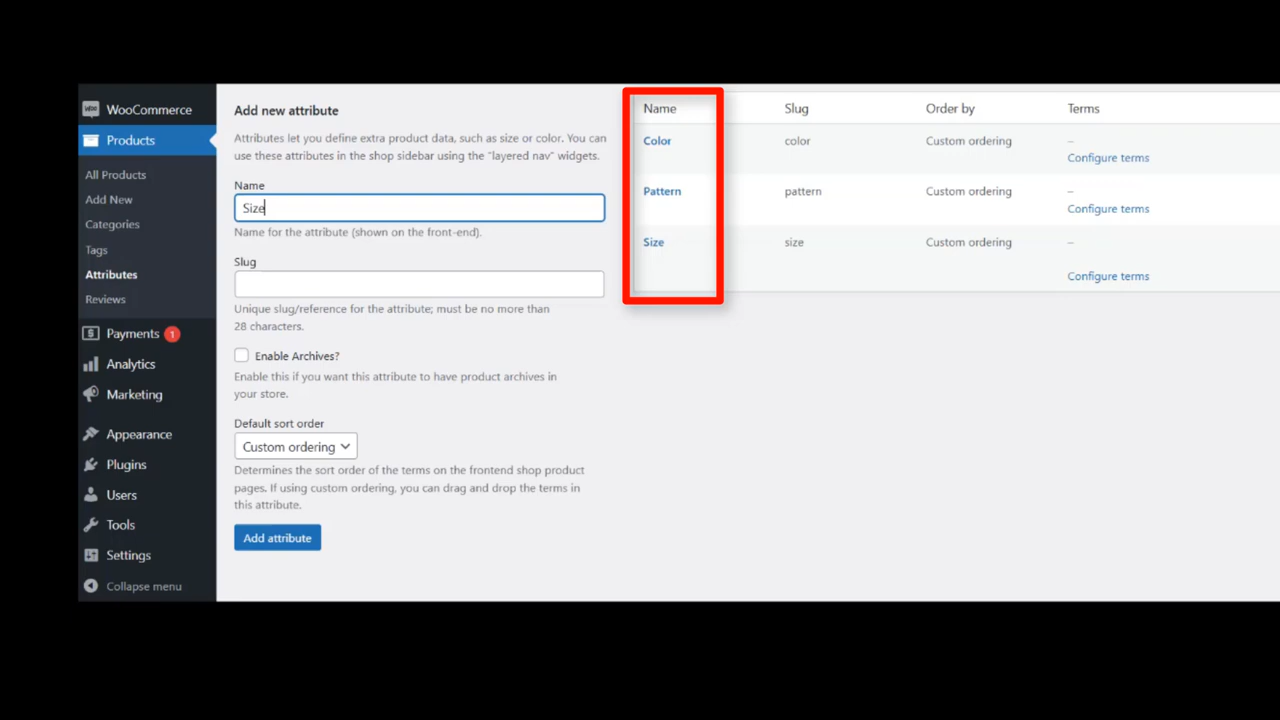 WooCommerce
Products
All Products
Add New
Categories
Tags
Attributes
Reviews
Payments 1
Analytics
Marketing
Appearance
Plugins
Users
Tools
Settings
Collapse menu
Add new attribute
Attributes let you define extra product data, such as size or color. You can
use these attributes in the shop sidebar using the "layered nav" widgets.
Name
Size
Name for the attribute (shown on the front-end).
Slug
Unique slug/reference for the attribute; must be no more than
28 characters.
Enable Archives?
Enable this if you want this attribute to have product archives in
your store.
Default sort order
Custom ordering
Determines the sort order of the terms on the frontend shop product
pages. If using custom ordering, you can drag and drop the terms in
this attribute.
Add attribute
Name Slug Order by Terms
Color color Custom ordering –
Configure terms
Pattern pattern Custom ordering –
Configure terms
Size size Custom ordering –
Configure terms